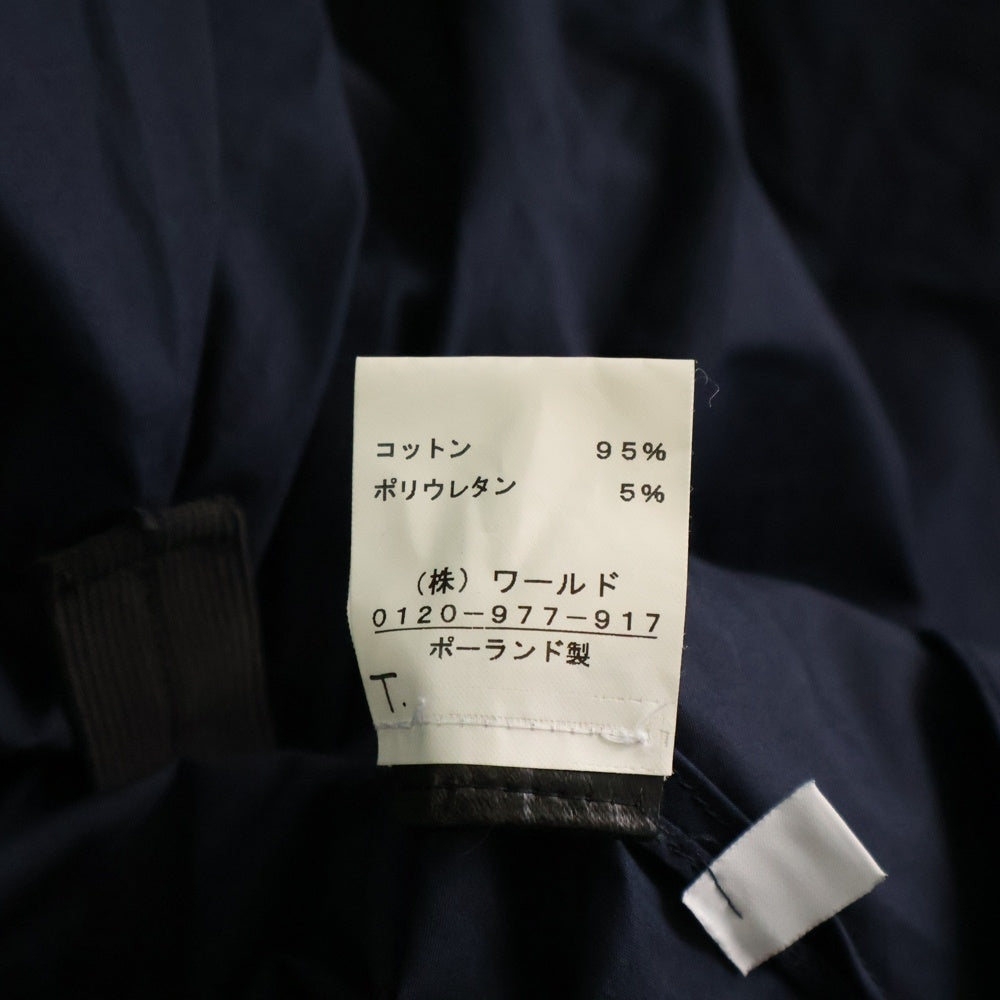 コットン 95%
ポリウレタン 5%
(株) ワールド
0120-977-917
ポーランド製
T.